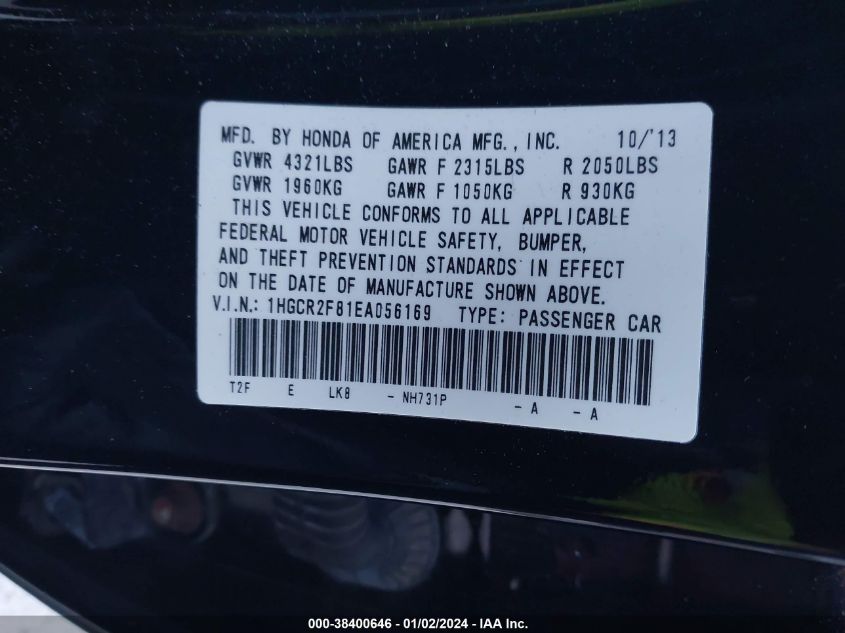 MFD. BY HONDA OF AMERICA MFG., INC. 10/'13
GVWR 4321LBS GAWR F 2315LBS R 2050LBS
GVWR 1960KG GAWR F 1050KG R 930KG
THIS VEHICLE CONFORMS TO ALL APPLICABLE
FEDERAL MOTOR VEHICLE SAFETY, BUMPER,
AND THEFT PREVENTION STANDARDS IN EFFECT
ON THE DATE OF MANUFACTURE SHOWN ABOVE.
V.I.N.: 1HGCR2F81EA056169 TYPE: PASSENGER CAR
T2F E LK8 - NH731P - A - A
000-38400646 - 01/02/2024 - IAA Inc.